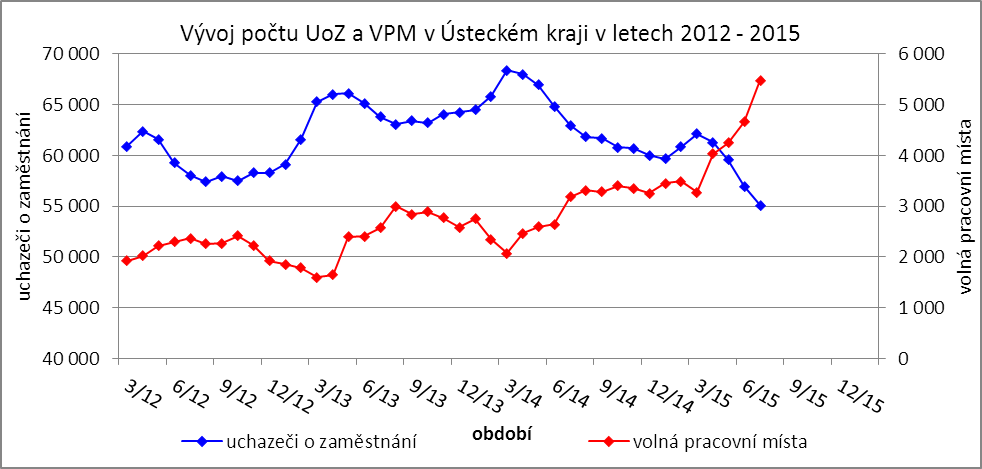 Vývoj počtu UoZ a VPM v Ústeckém kraji v letech 2012 - 2015
uchazeči o zaměstnání
70 000
65 000
60 000
55 000
50 000
45 000
40 000
6 000
5 000
4 000
3 000
2 000
1 000
0
volná pracovní místa
3/12 6/12 9/12 12/12 3/13 6/13 9/13 12/13 3/14 6/14 9/14 12/14 3/15 6/15 9/15 12/15
období
uchazeči o zaměstnání volná pracovní místa